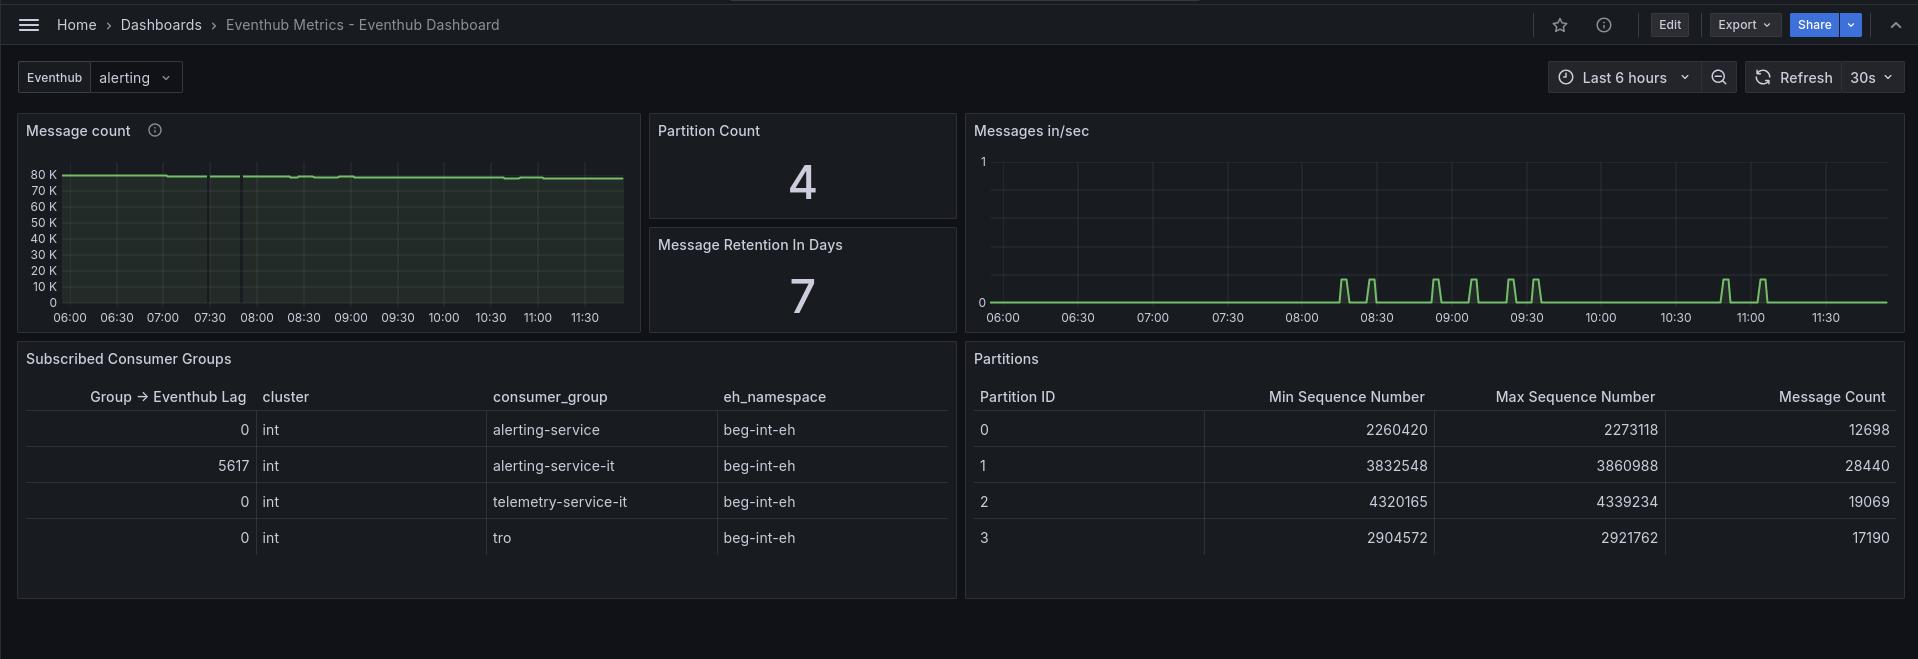 Home › Dashboards › Eventhub Metrics - Eventhub Dashboard
Edit
Export
Share
Eventhub
alerting
Last 6 hours
Refresh
30s
Message count
80 K
70 K
60 K
50 K
40 K
30 K
20 K
10 K
0
06:00 06:30 07:00 07:30 08:00 08:30 09:00 09:30 10:00 10:30 11:00 11:30
Partition Count
4
Message Retention In Days
7
Messages in/sec
1
0
06:00 06:30 07:00 07:30 08:00 08:30 09:00 09:30 10:00 10:30 11:00 11:30
Subscribed Consumer Groups
Group → Eventhub Lag cluster consumer_group eh_namespace
0 int alerting-service beg-int-eh
5617 int alerting-service-it beg-int-eh
0 int telemetry-service-it beg-int-eh
0 int tro beg-int-eh
Partitions
Partition ID Min Sequence Number Max Sequence Number Message Count
0 2260420 2273118 12698
1 3832548 3860988 28440
2 4320165 4339234 19069
3 2904572 2921762 17190